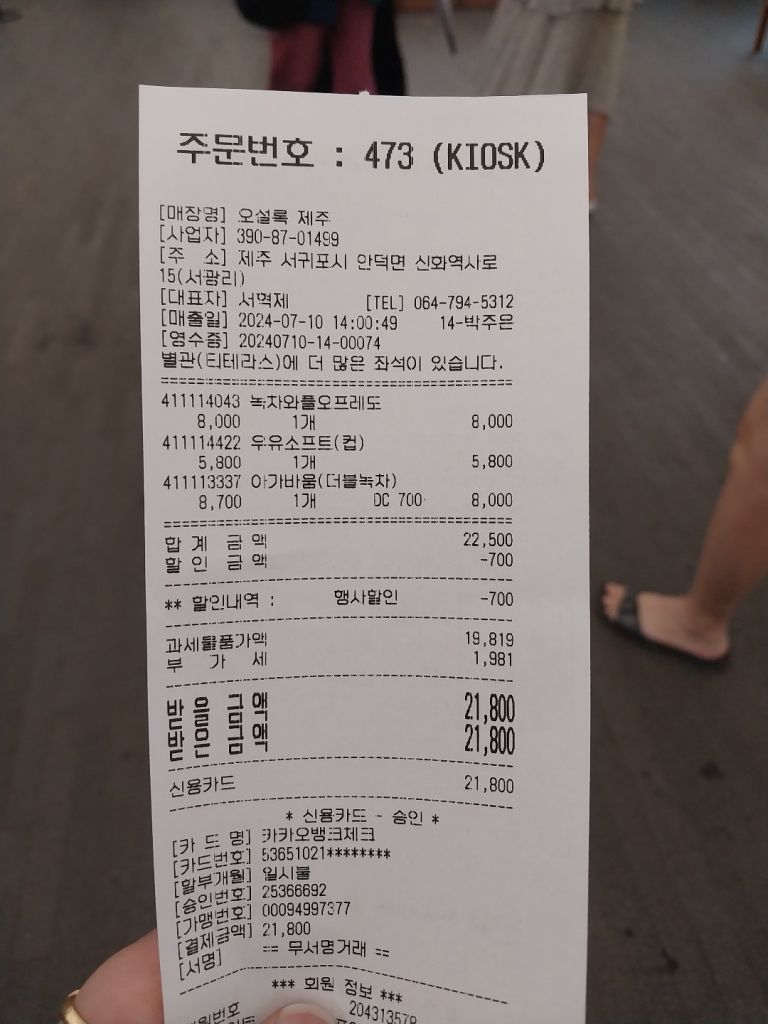 주문번호 : 473 (KIOSK)
[매장명] 오설록 제주
[사업자] 390-87-01499
[주 소] 제주 서귀포시 안덕면 신화역사로
15(서광리)
[대표자] 서혁제 [TEL] 064-794-5312
[매출일] 2024-07-10 14:00:49 14-박주은
[영수증] 20240710-14-00074
별관(티테라스)에 더 많은 좌석이 있습니다.
411114043 녹차와플오프레도
8,000 1개 8,000
411114422 우유소프트(컵)
5,800 1개 5,800
411113337 아가바움(더블녹차)
8,700 1개 DC 700 8,000
합 계 금 액 22,500
할 인 금 액 -700
** 할인내역 : 행사할인 -700
과세물품가액 19,819
부 가 세 1,981
받 을 금 액 21,800
받 은 금 액 21,800
신용카드 21,800
* 신용카드 - 승인 *
[카 드 명] 카카오뱅크체크
[카드번호] 53651021********
[할부개월] 일시불
[승인번호] 25366692
[가맹번호] 00094997377
[결제금액] 21,800
[서명] == 무서명거래 ==
*** 회원 정보 ***
204313578